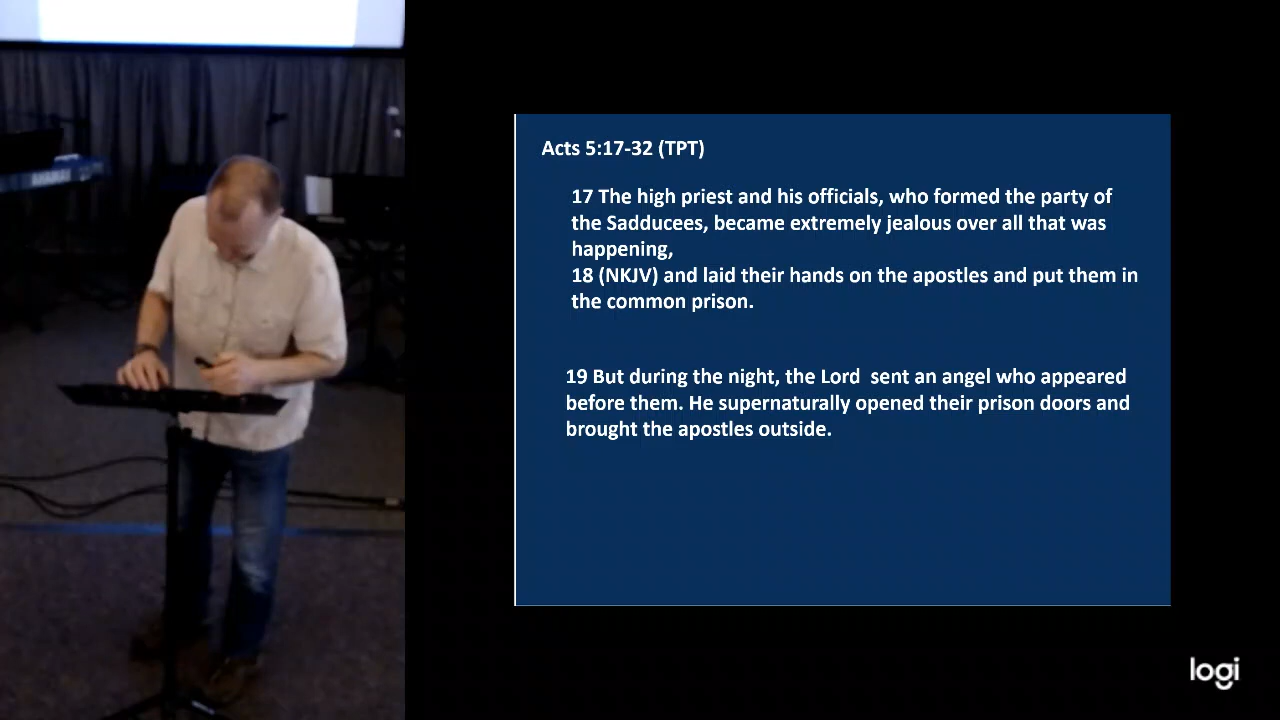 Acts 5:17-32 (TPT)
17 The high priest and his officials, who formed the party of
the Sadducees, became extremely jealous over all that was
happening,
18 (NKJV) and laid their hands on the apostles and put them in
the common prison.
19 But during the night, the Lord  sent an angel who appeared
before them. He supernaturally opened their prison doors and
brought the apostles outside.
YAMAHA
logi